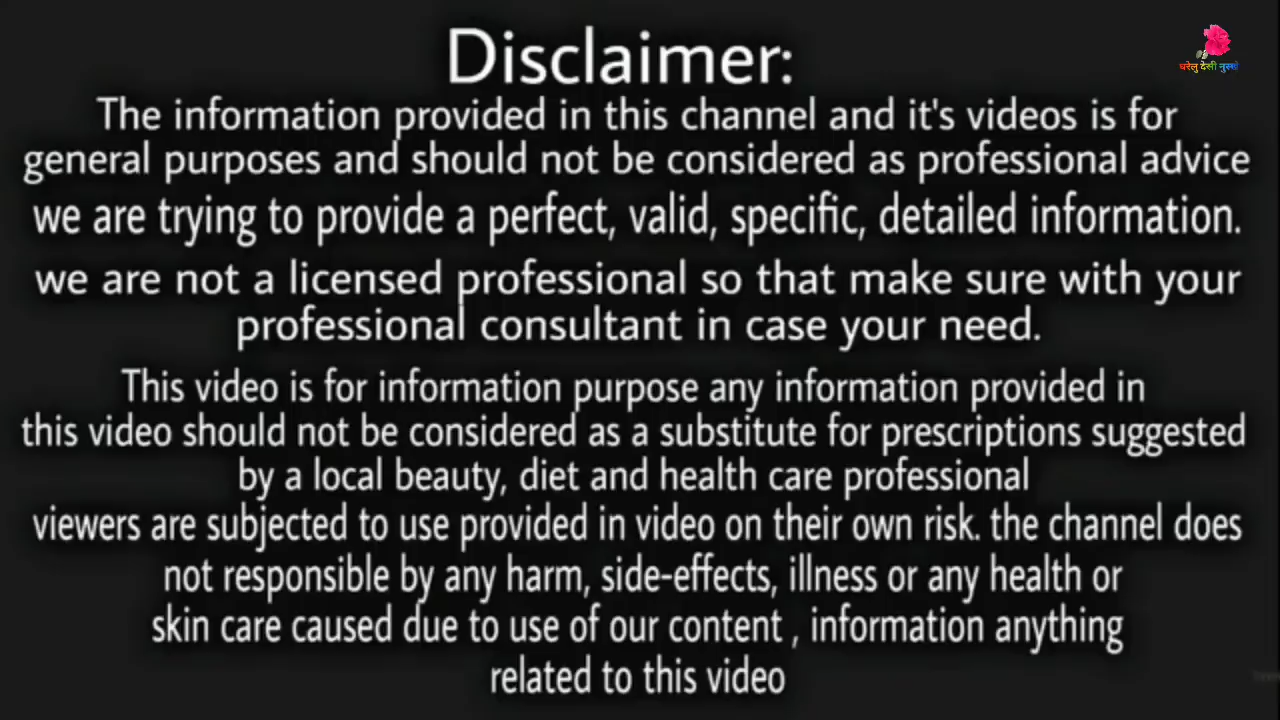 Disclaimer:
घरेलु देसी नुस्खे
The information provided in this channel and it's videos is for
general purposes and should not be considered as professional advice
we are trying to provide a perfect, valid, specific, detailed information.
we are not a licensed professional so that make sure with your
professional consultant in case your need.
This video is for information purpose any information provided in
this video should not be considered as a substitute for prescriptions suggested
by a local beauty, diet and health care professional
viewers are subjected to use provided in video on their own risk. the channel does
not responsible by any harm, side-effects, illness or any health or
skin care caused due to use of our content , information anything
related to this video